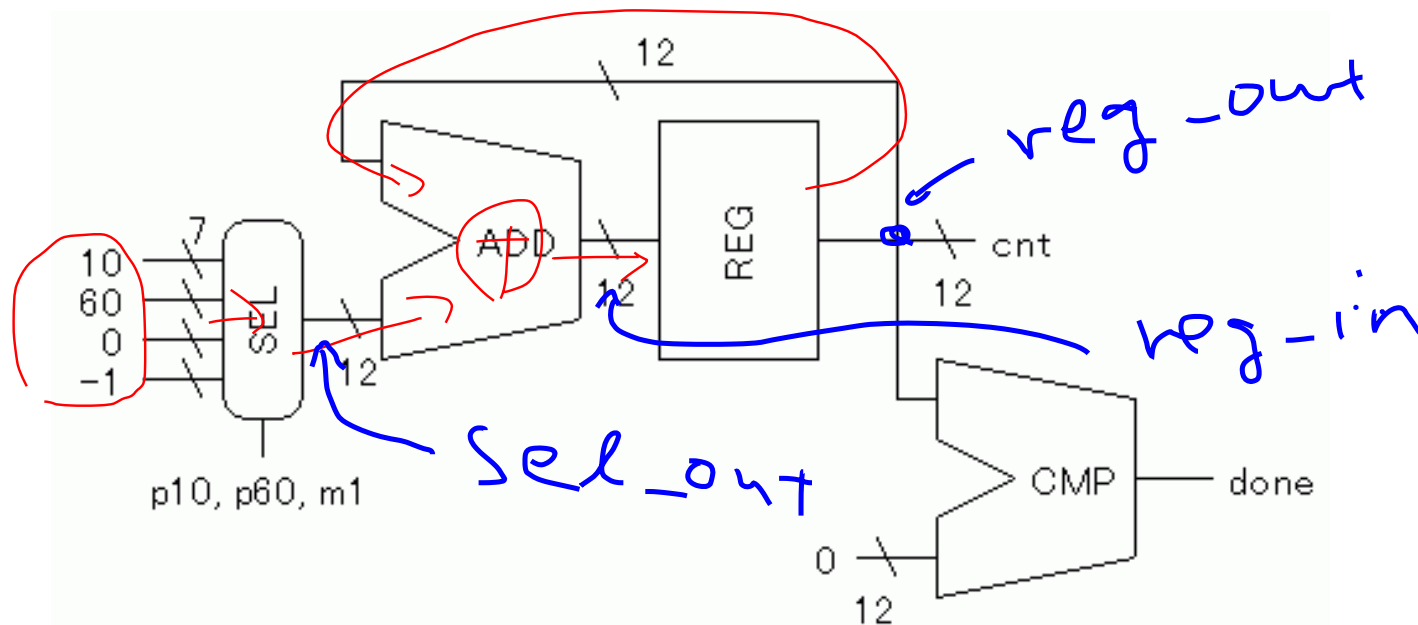 12
reg_out
7
10
60
0
-1
SEL
12
ADD
12
REG
cnt
12
reg_in
p10, p60, m1
Sel_out
CMP
done
0
12